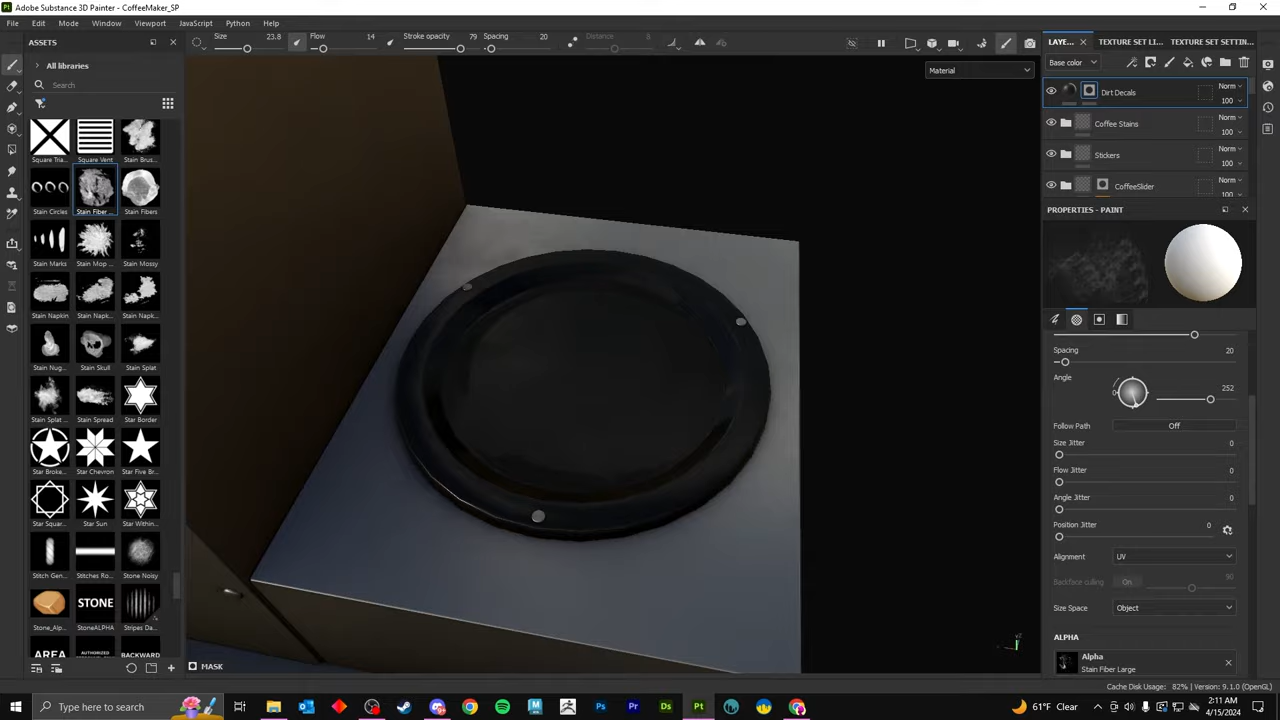 Adobe Substance 3D Painter - CoffeeMaker_SP
File Edit Mode Window Viewport JavaScript Python Help
ASSETS
Size 23.8 Flow 14 Stroke opacity 79 Spacing 20 Distance 8
LAYE... TEXTURE SET LI... TEXTURE SET SETTIN...
All libraries
Search
Material
Base color
Dirt Decals Norm 100
Coffee Stains Norm 100
Stickers Norm 100
CoffeeSlider Norm 100
Square Tria... Square Vent Stain Brus...
Stain Circles Stain Fiber ... Stain Fibers
Stain Marks Stain Mop ... Stain Mossy
Stain Napkin Stain Napk... Stain Napk...
Stain Nug... Stain Skull Stain Splat
Stain Splat ... Stain Spread Star Border
Star Broke... Star Chevron Star Five Br...
Star Squar... Star Sun Star Within...
Stitch Gen... Stitches Ro... Stone Noisy
STONE
Stone_Alp... StoneALPHA Stripes Da...
AREA AUTHORIZED BACKWARD
PROPERTIES - PAINT
Spacing 20
Angle 252
Follow Path Off
Size Jitter 0
Flow Jitter 0
Angle Jitter 0
Position Jitter 0
Alignment UV
Backface culling On 90
Size Space Object
ALPHA
Alpha
Stain Fiber Large
MASK
Cache Disk Usage: 82% | Version: 9.1.0 (OpenGL)
Type here to search
61°F Clear
2:11 AM
4/15/2024